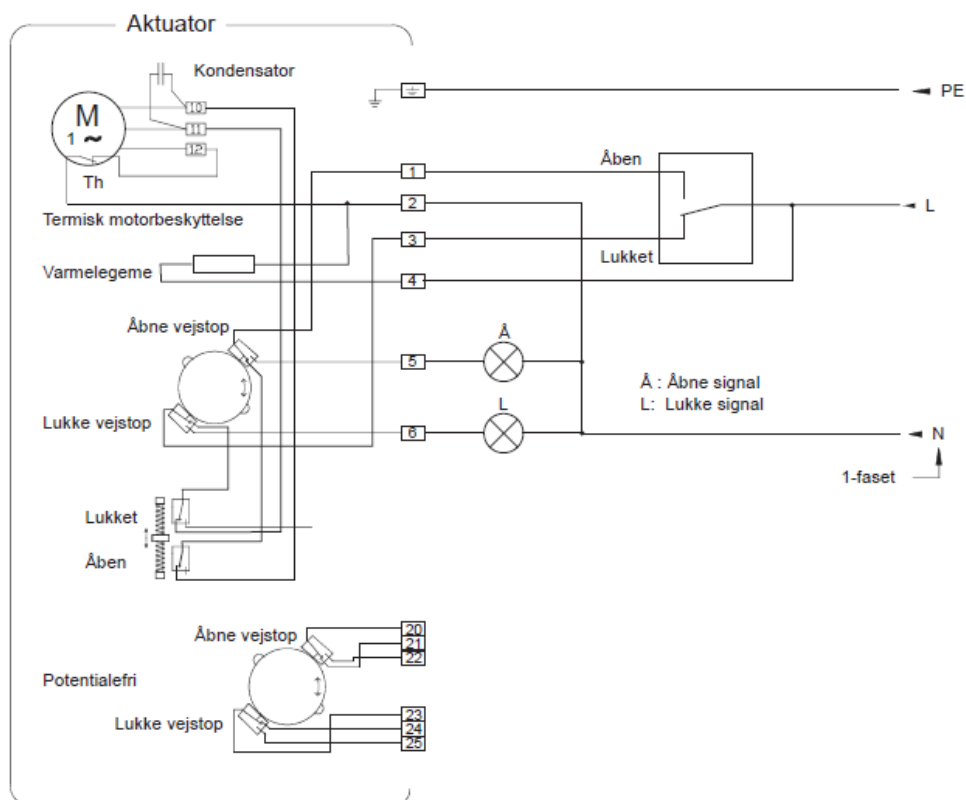 Aktuator
Kondensator
M
1 ~
10
11
12
Th
Termisk motorbeskyttelse
Varmelegeme
Åbne vejstop
Lukke vejstop
Lukket
Åben
1
2
3
4
5
6
PE
Åben
L
Lukket
Å
L
Å : Åbne signal
L: Lukke signal
N
1-faset
Åbne vejstop
Potentialefri
Lukke vejstop
20
21
22
23
24
25